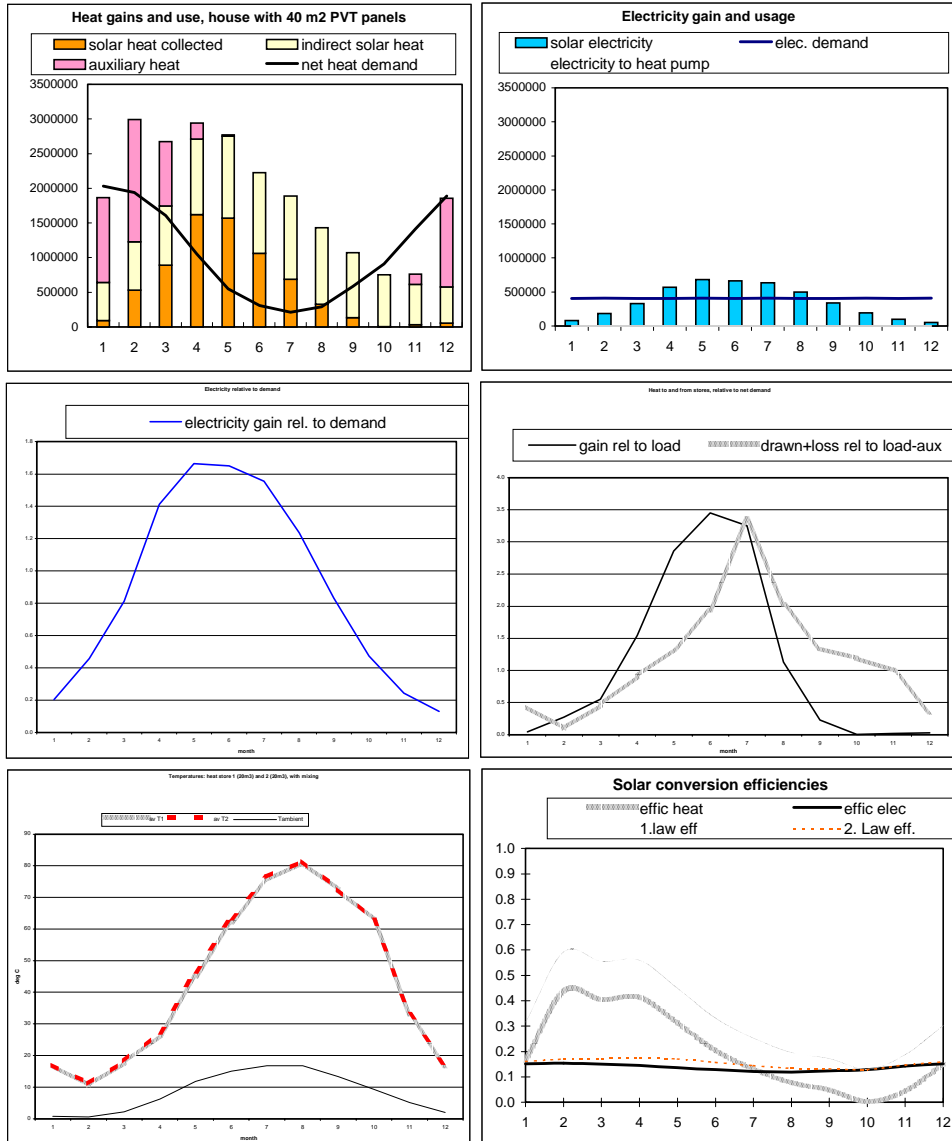 Heat gains and use, house with 40 m2 PVT panels
solar heat collected indirect solar heat
auxiliary heat net heat demand
3500000
3000000
2500000
2000000
1500000
1000000
500000
0
1 2 3 4 5 6 7 8 9 10 11 12
Electricity gain and usage
solar electricity elec. demand
electricity to heat pump
3500000
3000000
2500000
2000000
1500000
1000000
500000
0
1 2 3 4 5 6 7 8 9 10 11 12
Electricity relative to demand
electricity gain rel. to demand
1.8
1.6
1.4
1.2
1.0
0.8
0.6
0.4
0.2
0.0
1 2 3 4 5 6 7 8 9 10 11 12
month
Heat to and from stores, relative to net demand
gain rel to load drawn+loss rel to load-aux
4.0
3.5
3.0
2.5
2.0
1.5
1.0
0.5
0.0
1 2 3 4 5 6 7 8 9 10 11 12
month
Temperatures: heat store 1 (20m3) and 2 (20m3), with mixing
av T1 av T2 Tambient
90
80
70
60
50
40
30
20
10
0
deg C
1 2 3 4 5 6 7 8 9 10 11 12
month
Solar conversion efficiencies
effic heat effic elec
1.law eff 2. Law eff.
1.0
0.9
0.8
0.7
0.6
0.5
0.4
0.3
0.2
0.1
0.0
1 2 3 4 5 6 7 8 9 10 11 12